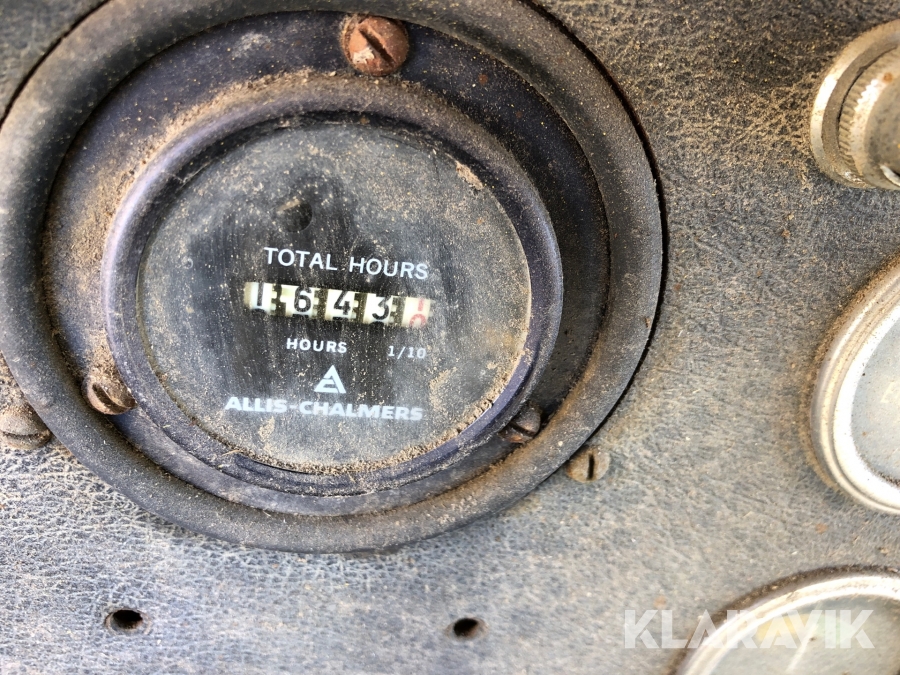 TOTAL HOURS
1643
HOURS 1/10
ALLIS-CHALMERS
KLARAVIK